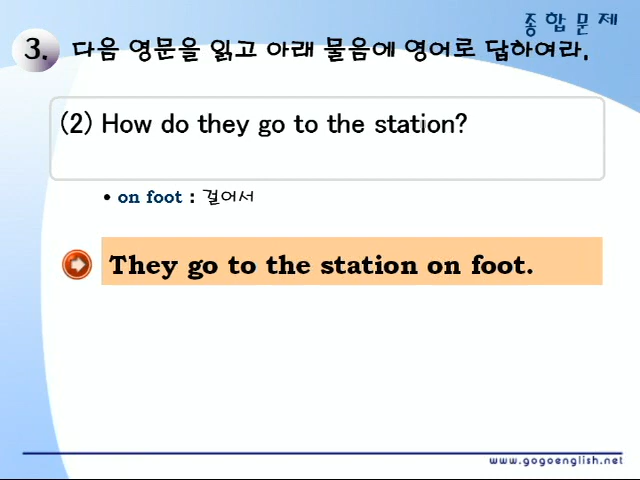 종합문제
3. 다음 영문을 읽고 아래 물음에 영어로 답하여라.
(2) How do they go to the station?
• on foot : 걸어서
They go to the station on foot.
www.gogoenglish.net